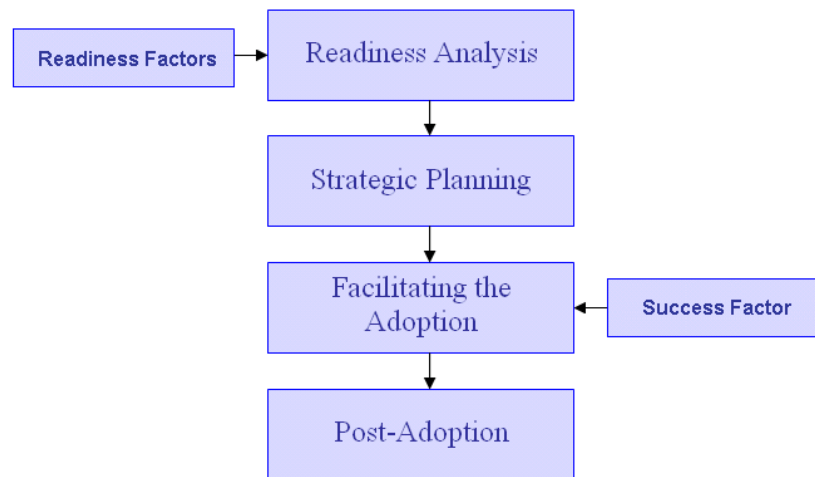 Readiness Factors
Readiness Analysis
Strategic Planning
Facilitating the
Adoption
Success Factor
Post-Adoption